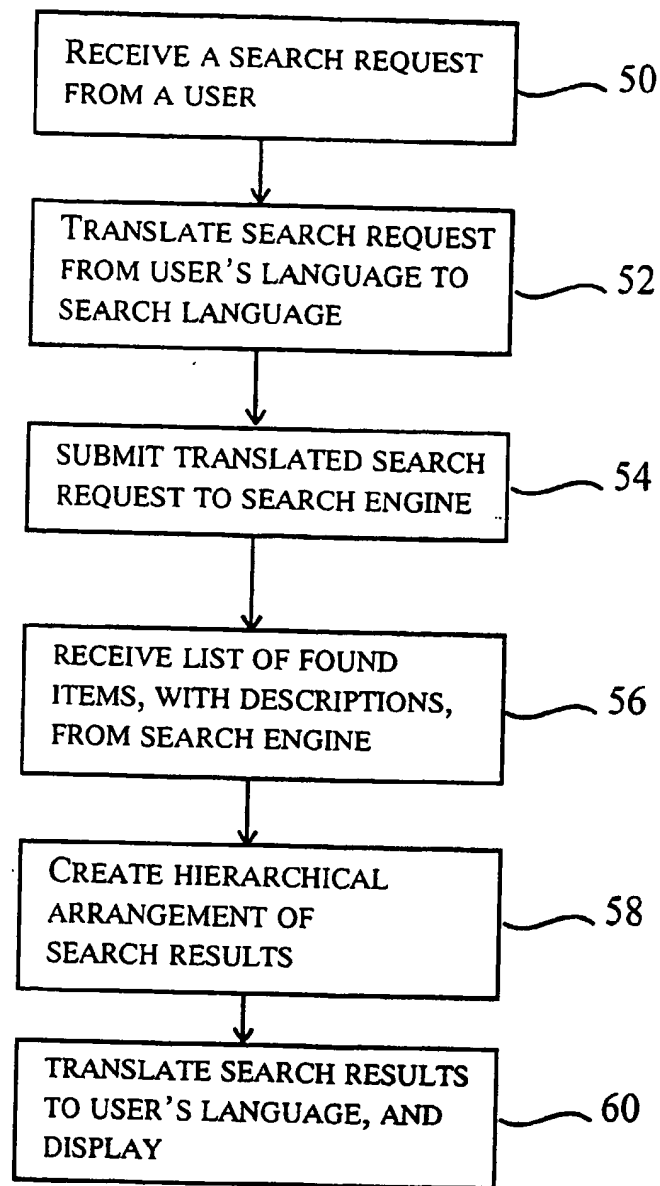 RECEIVE A SEARCH REQUEST
FROM A USER
50
TRANSLATE SEARCH REQUEST
FROM USER'S LANGUAGE TO
SEARCH LANGUAGE
52
SUBMIT TRANSLATED SEARCH
REQUEST TO SEARCH ENGINE
54
RECEIVE LIST OF FOUND
ITEMS, WITH DESCRIPTIONS,
FROM SEARCH ENGINE
56
CREATE HIERARCHICAL
ARRANGEMENT OF
SEARCH RESULTS
58
TRANSLATE SEARCH RESULTS
TO USER'S LANGUAGE, AND
DISPLAY
60